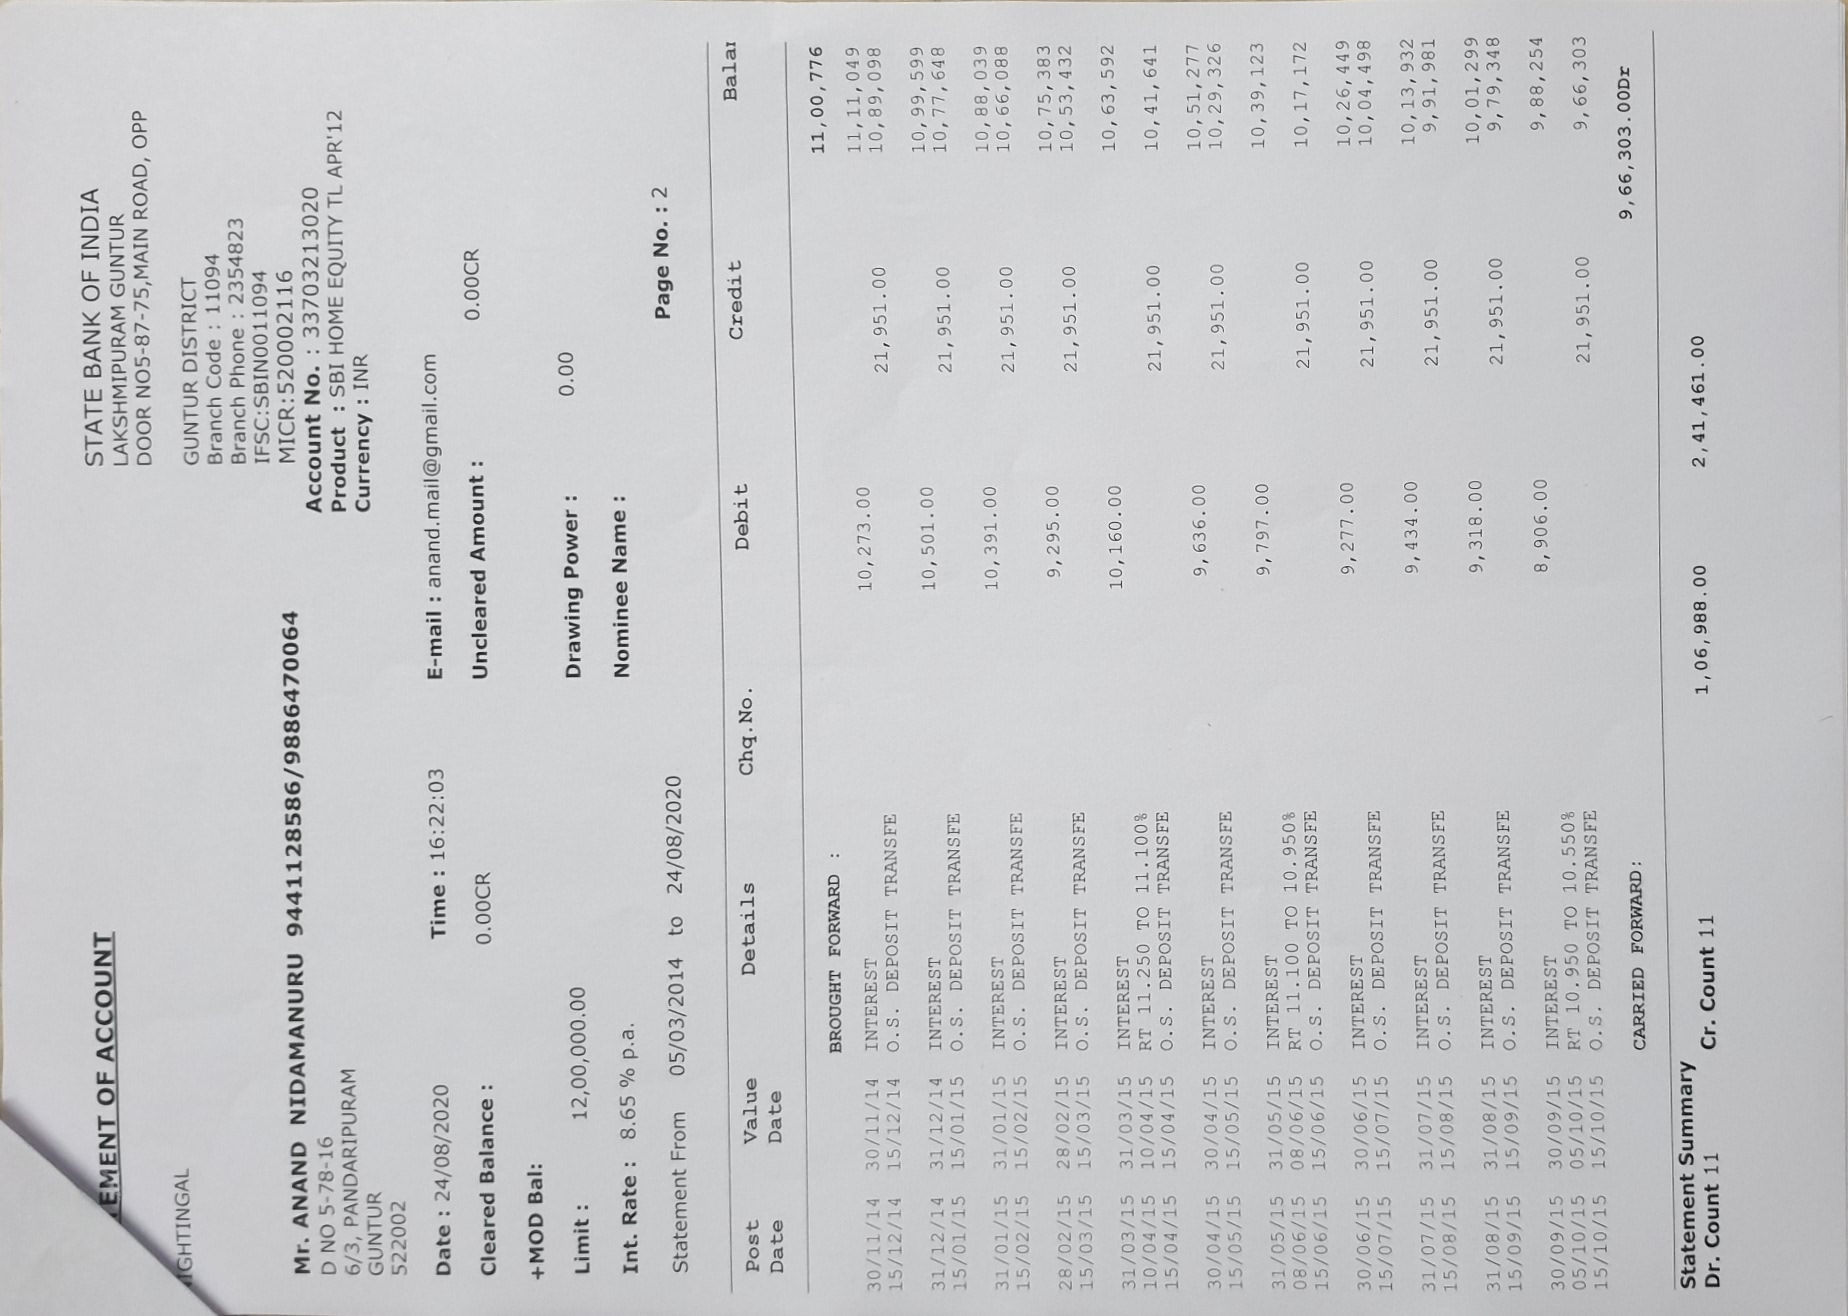 EMENT OF ACCOUNT
STATE BANK OF INDIA
LAKSHMIPURAM GUNTUR
DOOR NO5-87-75,MAIN ROAD, OPP
IGHTINGAL
GUNTUR DISTRICT
Branch Code : 11094
Branch Phone : 2354823
IFSC:SBIN0011094
MICR:520002116
Mr. ANAND NIDAMANURU 9441128586/9886470064
D NO 5-78-16
6/3, PANDARIPURAM
GUNTUR
522002
Account No. : 33703213020
Product : SBI HOME EQUITY TL APR'12
Currency : INR
Date : 24/08/2020 Time : 16:22:03 E-mail : anand.mail@gmail.com
Cleared Balance : 0.00CR Uncleared Amount : 0.00CR
+MOD Bal:
Limit : 12,00,000.00 Drawing Power : 0.00
Int. Rate : 8.65 % p.a. Nominee Name :
Statement From 05/03/2014 to 24/08/2020 Page No. : 2
Post Value Details Chq.No. Debit Credit Balan
Date Date
BROUGHT FORWARD : 11,00,776
30/11/14 30/11/14 INTEREST 10,273.00 11,11,049
15/12/14 15/12/14 O.S. DEPOSIT TRANSFE 21,951.00 10,89,098
31/12/14 31/12/14 INTEREST 10,501.00 10,99,599
15/01/15 15/01/15 O.S. DEPOSIT TRANSFE 21,951.00 10,77,648
31/01/15 31/01/15 INTEREST 10,391.00 10,88,039
15/02/15 15/02/15 O.S. DEPOSIT TRANSFE 21,951.00 10,66,088
28/02/15 28/02/15 INTEREST 9,295.00 10,75,383
15/03/15 15/03/15 O.S. DEPOSIT TRANSFE 21,951.00 10,53,432
31/03/15 31/03/15 INTEREST 10,160.00 10,63,592
10/04/15 10/04/15 RT 11.250 TO 11.100%
15/04/15 15/04/15 O.S. DEPOSIT TRANSFE 21,951.00 10,41,641
30/04/15 30/04/15 INTEREST 9,636.00 10,51,277
15/05/15 15/05/15 O.S. DEPOSIT TRANSFE 21,951.00 10,29,326
31/05/15 31/05/15 INTEREST 9,797.00 10,39,123
08/06/15 08/06/15 RT 11.100 TO 10.950%
15/06/15 15/06/15 O.S. DEPOSIT TRANSFE 21,951.00 10,17,172
30/06/15 30/06/15 INTEREST 9,277.00 10,26,449
15/07/15 15/07/15 O.S. DEPOSIT TRANSFE 21,951.00 10,04,498
31/07/15 31/07/15 INTEREST 9,434.00 10,13,932
15/08/15 15/08/15 O.S. DEPOSIT TRANSFE 21,951.00 9,91,981
31/08/15 31/08/15 INTEREST 9,318.00 10,01,299
15/09/15 15/09/15 O.S. DEPOSIT TRANSFE 21,951.00 9,79,348
30/09/15 30/09/15 INTEREST 8,906.00 9,88,254
05/10/15 05/10/15 RT 10.950 TO 10.550%
15/10/15 15/10/15 O.S. DEPOSIT TRANSFE 21,951.00 9,66,303
CARRIED FORWARD: 9,66,303.00Dr
Statement Summary
Dr. Count 11 Cr. Count 11 1,06,988.00 2,41,461.00